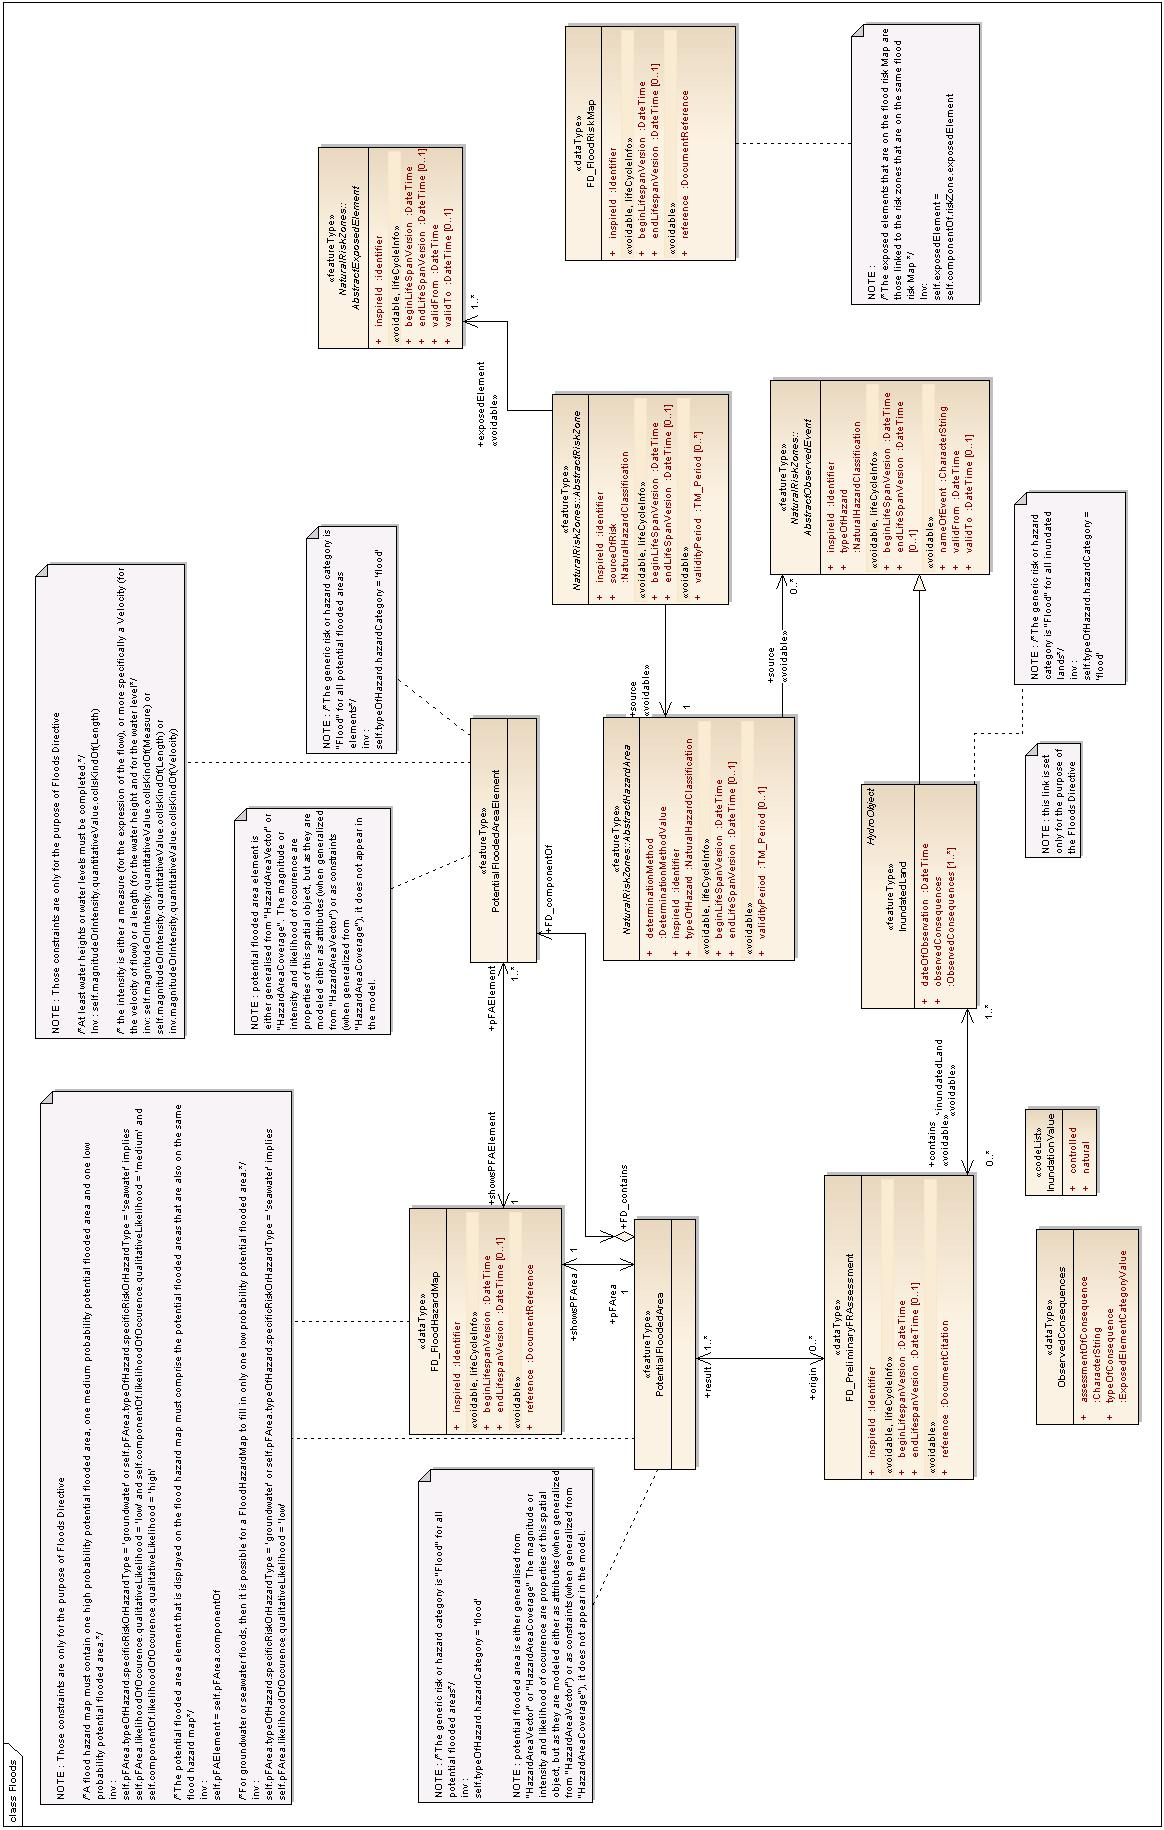 class Floods
NOTE : Those constraints are only for the purpose of Floods Directive
/*A flood hazard map must contain one high probability potential flooded area, one medium probability potential flooded area and one low
probability potential flooded area.*/
inv :
self.pFArea.typeOfHazard.specificRiskOrHazardType = 'groundwater' or self.pFArea.typeOfHazard.specificRiskOrHazardType = 'seawater' implies
self.pFArea.likelihoodOfOccurence.qualitativeLikelihood = 'low' and self.componentOf.likelihoodOfOccurence.qualitativeLikelihood = 'medium' and
self.componentOf.likelihoodOfOccurence.qualitativeLikelihood = 'high'
/*The potential flooded area element that is displayed on the flood hazard map must comprise the potential flooded areas that are also on the same
flood hazard map*/
inv :
self.pFAElement = self.pFArea.componentOf
/*For groundwater or seawater floods, then it is possible for a FloodHazardMap to fill in only one low probability potential flooded area.*/
inv :
self.pFArea.typeOfHazard.specificRiskOrHazardType = 'groundwater' or self.pFArea.typeOfHazard.specificRiskOrHazardType = 'seawater' implies
self.pFArea.likelihoodOfOccurence.qualitativeLikelihood = 'low'
NOTE : Those constraints are only for the purpose of Floods Directive
/*At least water heights or water levels must be completed */
Inv : self.magnitudeOrIntensity.quantitativeValue.oclIsKindOf(Length)
/* the intensity is either a measure (for the expression of the flow), or more specifically a Velocity (for
the velocity of flow) or a length (for the water height and for the water level*/
inv: self.magnitudeOrIntensity.quantitativeValue.oclIsKindOf(Measure) or
self.magnitudeOrIntensity.quantitativeValue.oclIsKindOf(Length) or
inv.magnitudeOrIntensity.quantitativeValue.oclIsKindOf(Velocity)
NOTE : potential flooded area element is
either generalised from "HazardAreaVector" or
"HazardAreaCoverage". The magnitude or
intensity and likelihood of occurrence are
properties of this spatial object, but as they are
modeled either as attributes (when generalized
from "HazardAreaVector") or as constraints
(when generalized from
"HazardAreaCoverage"), it does not appear in
the model.
NOTE : /*The generic risk or hazard category is
"Flood" for all potential flooded areas
elements*/
inv :
self.typeOfHazard.hazardCategory = 'flood'
«featureType»
NaturalRiskZones::
AbstractExposedElement
+ inspireId :Identifier
«voidable, lifeCycleInfo»
+ beginLifeSpanVersion :DateTime
+ endLifeSpanVersion :DateTime [0..1]
+ validFrom :DateTime
+ validTo :DateTime [0..1]
1..*
+exposedElement
«voidable»
«dataType»
FD_FloodHazardMap
+ inspireId :Identifier
«voidable, lifeCycleInfo»
+ beginLifespanVersion :DateTime
+ endLifespanVersion :DateTime [0..1]
«voidable»
+ reference :DocumentReference
+showsPFAElement
1
+pFAElement
1..*
«featureType»
PotentialFloodedAreaElement
+FD_componentOf
+FD_contains
+showsPFArea
1
+pFArea
1
NOTE : /*The generic risk or hazard category is "Flood" for all
potential flooded areas*/
inv :
self.typeOfHazard.hazardCategory = 'flood'
NOTE : potential flooded area is either generalised from
"HazardAreaVector" or "HazardAreaCoverage" The magnitude or
intensity and likelihood of occurrence are properties of this spatial
object, but as they are modeled either as attributes (when generalized
from "HazardAreaVector") or as constraints (when generalized from
"HazardAreaCoverage"), it does not appear in the model.
«featureType»
PotentialFloodedArea
+result
1..*
+origin
0..*
«featureType»
NaturalRiskZones::AbstractRiskZone
+ inspireId :Identifier
+ sourceOfRisk
:NaturalHazardClassification
«voidable, lifeCycleInfo»
+ beginLifeSpanVersion :DateTime
+ endLifeSpanVersion :DateTime [0..1]
«voidable»
+ validityPeriod :TM_Period [0..*]
+source
«voidable»
1
«featureType»
NaturalRiskZones::AbstractHazardArea
+ determinationMethod
:DeterminationMethodValue
+ inspireId :Identifier
+ typeOfHazard :NaturalHazardClassification
«voidable, lifeCycleInfo»
+ beginLifeSpanVersion :DateTime
+ endLifeSpanVersion :DateTime [0..1]
«voidable»
+ validityPeriod :TM_Period [0..1]
+source
«voidable»
0..*
«dataType»
FD_FloodRiskMap
+ inspireId :Identifier
«voidable, lifeCycleInfo»
+ beginLifespanVersion :DateTime
+ endLifespanVersion :DateTime [0..1]
«voidable»
+ reference :DocumentReference
NOTE :
/*The exposed elements that are on the flood risk Map are
those linked to the risk zones that are on the same flood
risk Map */
Inv:
self.exposedElement =
self.componentOf.riskZone.exposedElement
«featureType»
NaturalRiskZones::
AbstractObservedEvent
+ inspireId :Identifier
+ typeOfHazard
:NaturalHazardClassification
«voidable, lifeCycleInfo»
+ beginLifeSpanVersion :DateTime
+ endLifeSpanVersion :DateTime
[0..1]
«voidable»
+ nameOfEvent :CharacterString
+ validFrom :DateTime
+ validTo :DateTime [0..1]
«dataType»
FD_PreliminaryFRAssessment
+ inspireId :Identifier
«voidable, lifeCycleInfo»
+ beginLifespanVersion :DateTime
+ endLifespanVersion :DateTime [0..1]
«voidable»
+ reference :DocumentCitation
+contains
«voidable»
0..*
+inundatedLand
«voidable»
1..*
HydroObject
«featureType»
InundatedLand
+ dateOfObservation :DateTime
+ observedConsequences
:ObservedConsequences [1..*]
NOTE : /*The generic risk or hazard
category is "Flood" for all inundated
lands*/
inv :
self.typeOfHazard.hazardCategory =
'flood'
NOTE : this link is set
only for the purpose of
the Floods Directive
«codeList»
InundationValue
+ controlled
+ natural
«dataType»
ObservedConsequences
+ assessmentOfConsequence
:CharacterString
+ typeOfConsequence
:ExposedElementCategoryValue